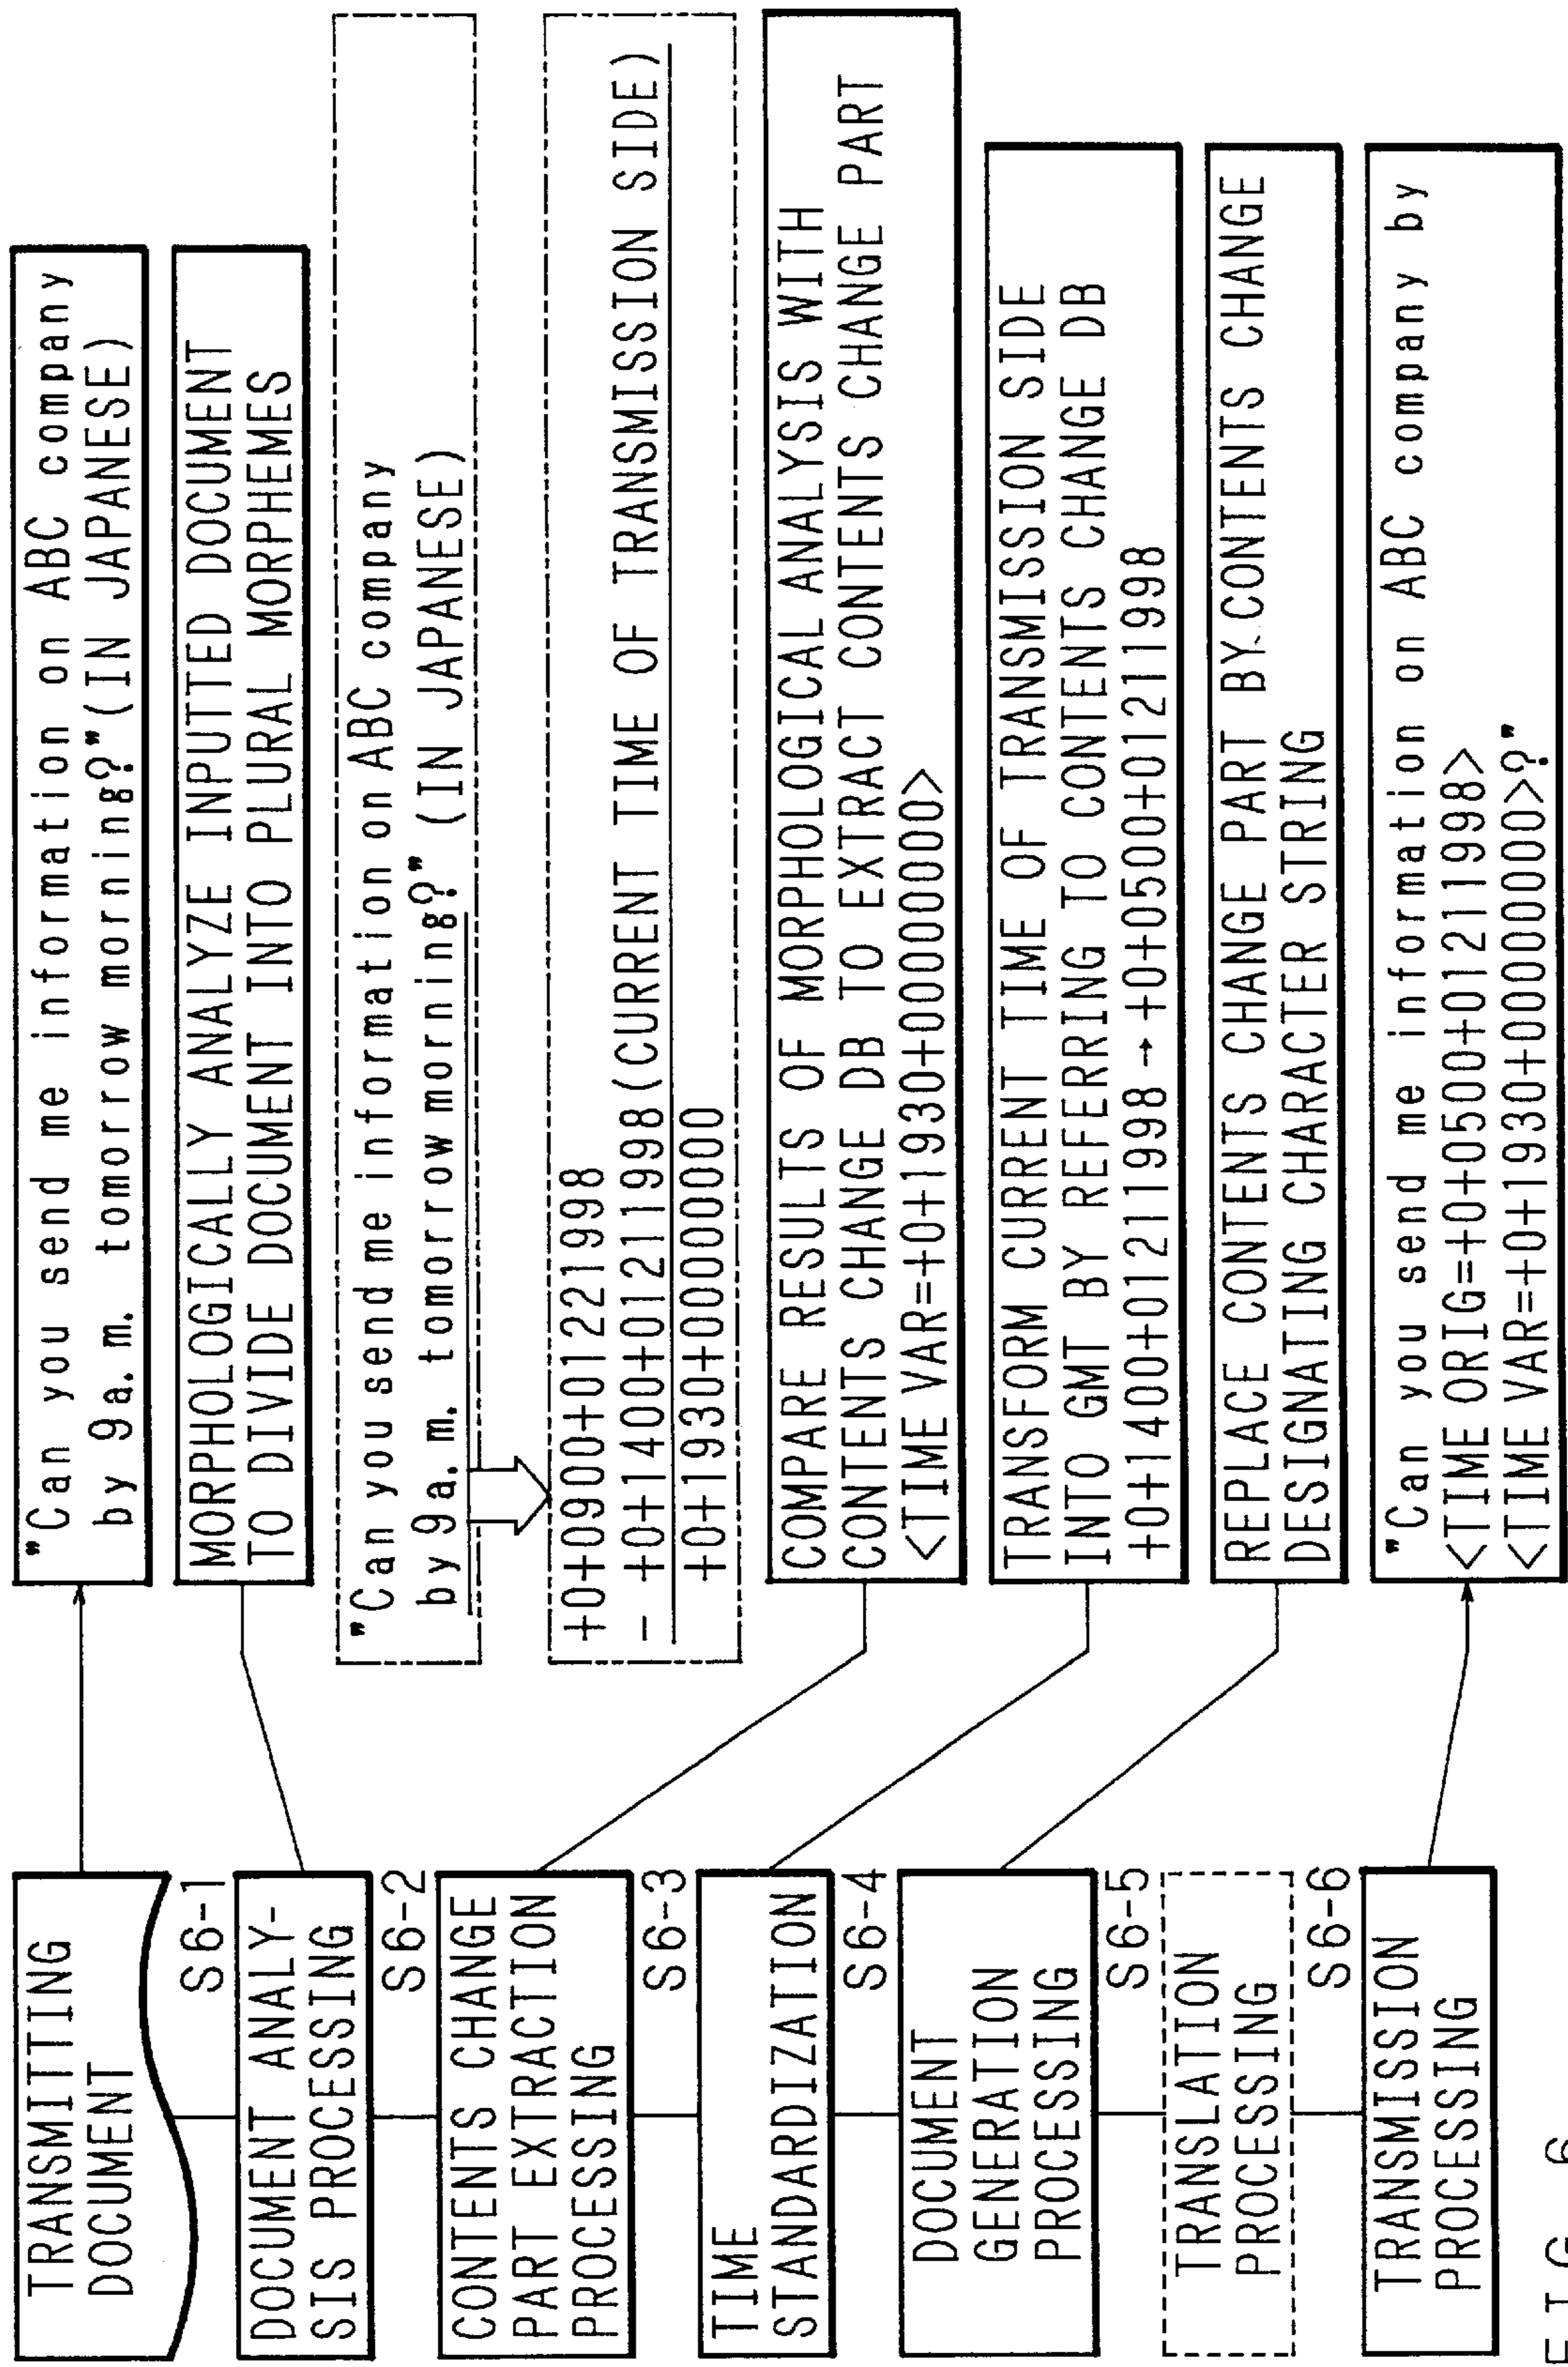 TRANSMITTING
DOCUMENT
S6-1
DOCUMENT ANALY-
SIS PROCESSING
S6-2
CONTENTS CHANGE
PART EXTRACTION
PROCESSING
S6-3
TIME
STANDARDIZATION
S6-4
DOCUMENT
GENERATION
PROCESSING
S6-5
TRANSLATION
PROCESSING
S6-6
TRANSMISSION
PROCESSING
"Can you send me information on ABC company
by 9a.m. tomorrow morning?"(IN JAPANESE)
MORPHOLOGICALLY ANALYZE INPUTTED DOCUMENT
TO DIVIDE DOCUMENT INTO PLURAL MORPHEMES
"Can you send me information on ABC company
by 9a.m. tomorrow morning?"(IN JAPANESE)
+0+0900+01221998
- +0+1400+01211998(CURRENT TIME OF TRANSMISSION SIDE)
+0+1930+00000000
COMPARE RESULTS OF MORPHOLOGICAL ANALYSIS WITH
CONTENTS CHANGE DB TO EXTRACT CONTENTS CHANGE PART
<TIME VAR=+0+1930+00000000>
TRANSFORM CURRENT TIME OF TRANSMISSION SIDE
INTO GMT BY REFERRING TO CONTENTS CHANGE DB
+0+1400+01211998→+0+0500+01211998
REPLACE CONTENTS CHANGE PART BY CONTENTS CHANGE
DESIGNATING CHARACTER STRING
"Can you send me information on ABC company by
<TIME ORIG=+0+0500+01211998>
<TIME VAR=+0+1930+00000000>?"
FIG. 6